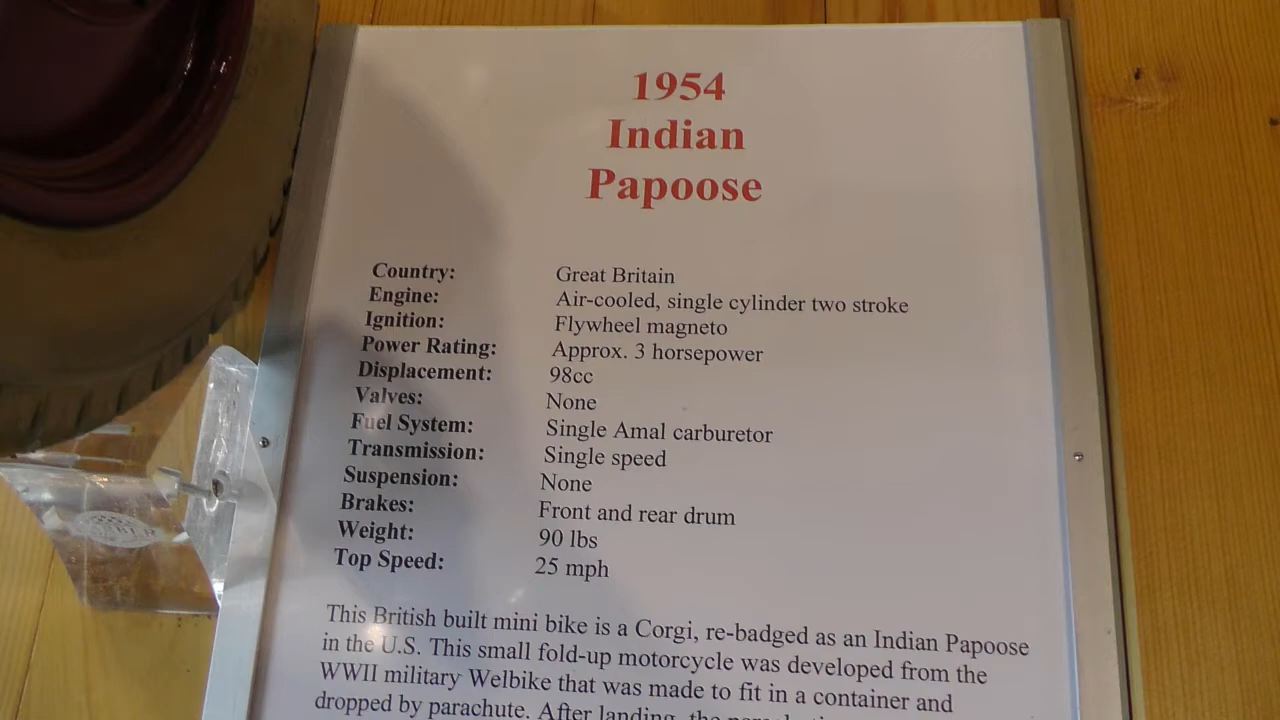 1954
Indian
Papoose
Country: Great Britain
Engine: Air-cooled, single cylinder two stroke
Ignition: Flywheel magneto
Power Rating: Approx. 3 horsepower
Displacement: 98cc
Valves: None
Fuel System: Single Amal carburetor
Transmission: Single speed
Suspension: None
Brakes: Front and rear drum
Weight: 90 lbs
Top Speed: 25 mph
This British built mini bike is a Corgi, re-badged as an Indian Papoose
in the U.S. This small fold-up motorcycle was developed from the
WWII military Welbike that was made to fit in a container and
dropped by parachute. After landing, the